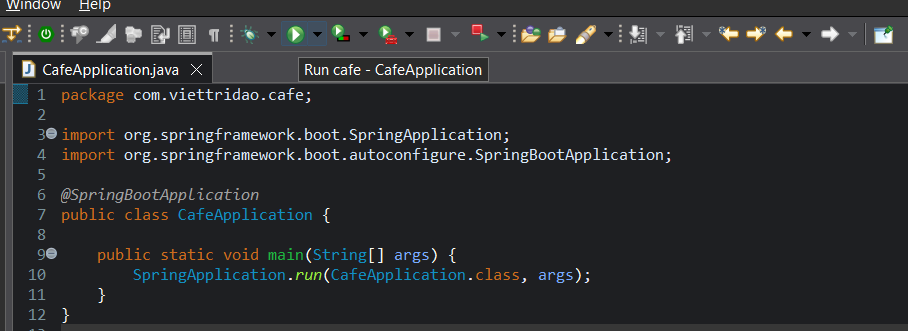 Window Help
CafeApplication.java
Run cafe - CafeApplication
1 package com.viettridao.cafe;
2
3 import org.springframework.boot.SpringApplication;
4 import org.springframework.boot.autoconfigure.SpringBootApplication;
5
6 @SpringBootApplication
7 public class CafeApplication {
8
9 public static void main(String[] args) {
10 SpringApplication.run(CafeApplication.class, args);
11 }
12 }